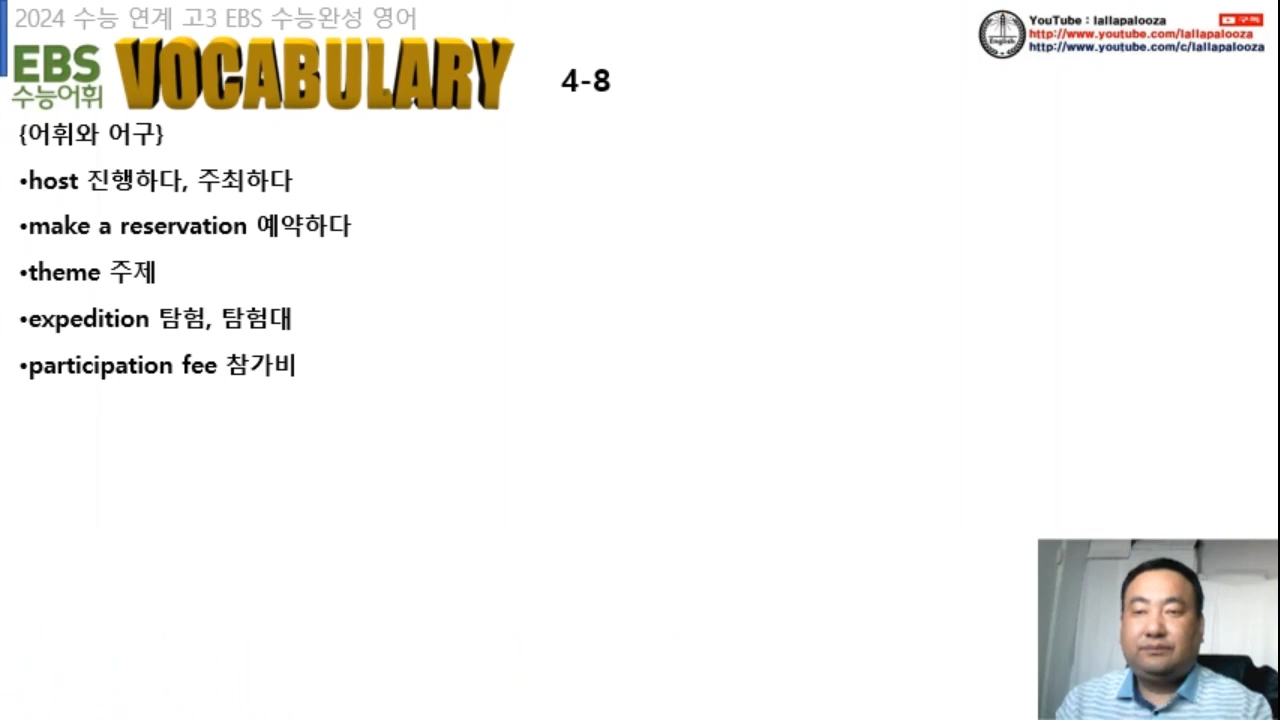 2024 수능 연계 고3 EBS 수능완성 영어
EBS 수능어휘
VOCABULARY
4-8
YouTube : lallapalooza
구독
http://www.youtube.com/lallapalooza
http://www.youtube.com/c/lallapalooza
English
{어휘와 어구}
•host 진행하다, 주최하다
•make a reservation 예약하다
•theme 주제
•expedition 탐험, 탐험대
•participation fee 참가비